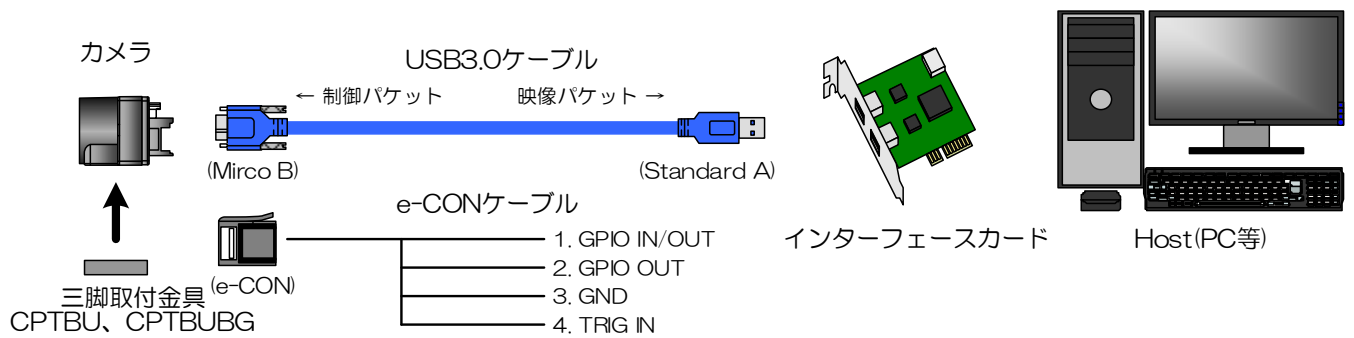 カメラ
USB3.0ケーブル
← 制御パケット 映像パケット →
(Mirco B)
(Standard A)
e-CONケーブル
(e-CON)
1. GPIO IN/OUT
2. GPIO OUT
3. GND
4. TRIG IN
三脚取付金具
CPTBU、CPTBUBG
インターフェースカード
Host(PC等)